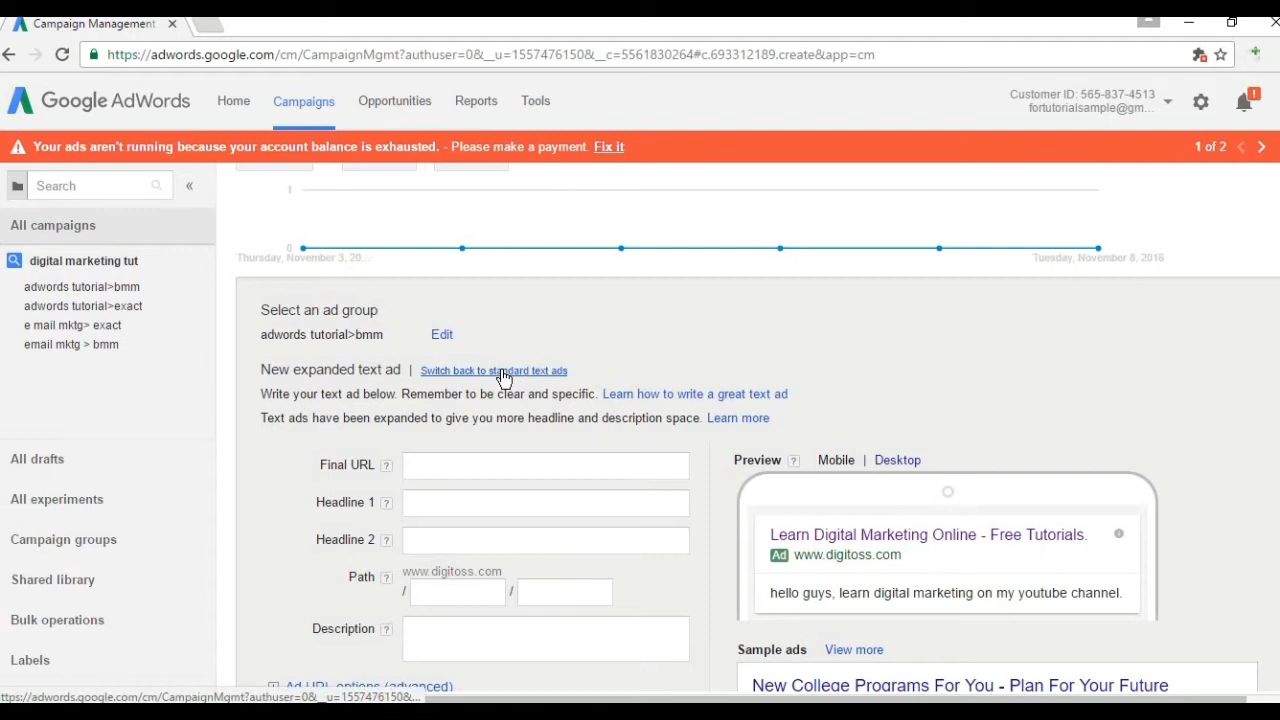 Campaign Management
https://adwords.google.com/cm/CampaignMgmt?authuser=0&__u=1557476150&__c=5561830264#c.693312189.create&app=cm
Google AdWords Home Campaigns Opportunities Reports Tools
Customer ID: 565-837-4513
fortutorialsample@gm...
!
Your ads aren't running because your account balance is exhausted. - Please make a payment. Fix it 1 of 2
Search «
All campaigns
digital marketing tut
adwords tutorial>bmm
adwords tutorial>exact
e mail mktg> exact
email mktg > bmm
All drafts
All experiments
Campaign groups
Shared library
Bulk operations
Labels
1
0
Thursday, November 3, 20... Tuesday, November 8, 2016
Select an ad group
adwords tutorial>bmm Edit
New expanded text ad | Switch back to standard text ads
Write your text ad below. Remember to be clear and specific. Learn how to write a great text ad
Text ads have been expanded to give you more headline and description space. Learn more
Final URL ?
Headline 1 ?
Headline 2 ?
Path ? www.digitoss.com
/ /
Description ?
Ad URL options (advanced)
Preview ? Mobile | Desktop
Learn Digital Marketing Online - Free Tutorials.
Ad www.digitoss.com
hello guys, learn digital marketing on my youtube channel.
Sample ads View more
New College Programs For You - Plan For Your Future
ttps://adwords.google.com/cm/CampaignMgmt?authuser=0&__u=1557476150&...